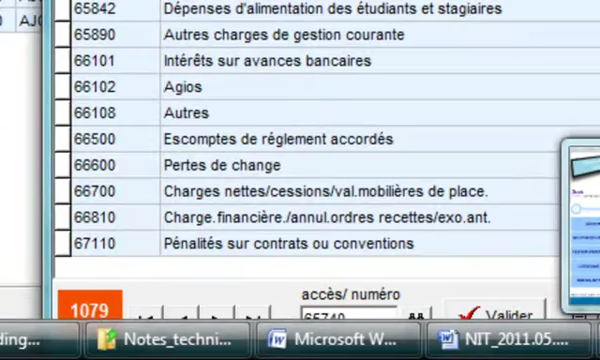 65842 Dépenses d'alimentation des étudiants et stagiaires
65890 Autres charges de gestion courante
66101 Intérêts sur avances bancaires
66102 Agios
66108 Autres
66500 Escomptes de réglement accordés
66600 Pertes de change
66700 Charges nettes/cessions/val.mobilières de place.
66810 Charge.financière./annul.ordres recettes/exo.ant.
67110 Pénalités sur contrats ou conventions
accès/ numéro
1079 65740 Valider
ding... Notes_techni... Microsoft W... NIT_2011.05....